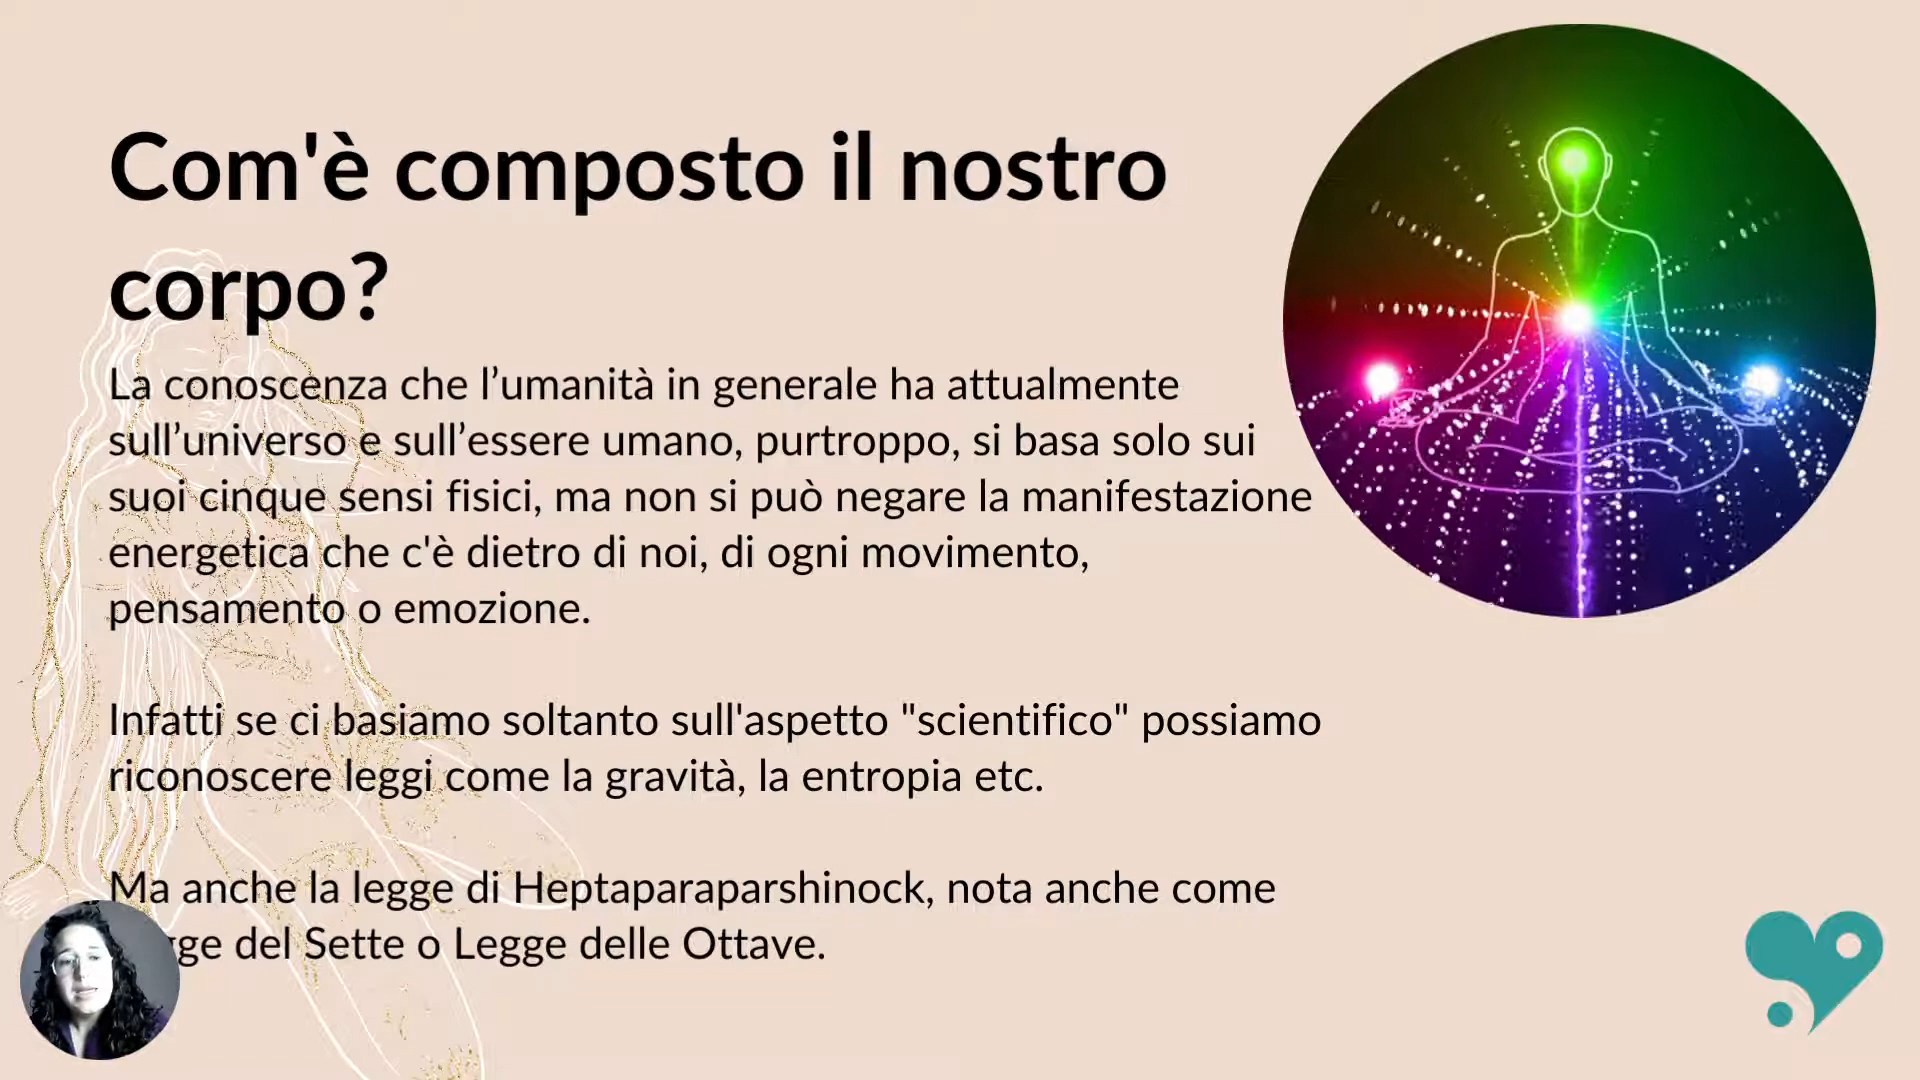 Com'è composto il nostro
corpo?
La conoscenza che l’umanità in generale ha attualmente
sull’universo e sull’essere umano, purtroppo, si basa solo sui
suoi cinque sensi fisici, ma non si può negare la manifestazione
energetica che c'è dietro di noi, di ogni movimento,
pensamento o emozione.
Infatti se ci basiamo soltanto sull'aspetto "scientifico" possiamo
riconoscere leggi come la gravità, la entropia etc.
Ma anche la legge di Heptaparaparshinock, nota anche come
del Sette o Legge delle Ottave.